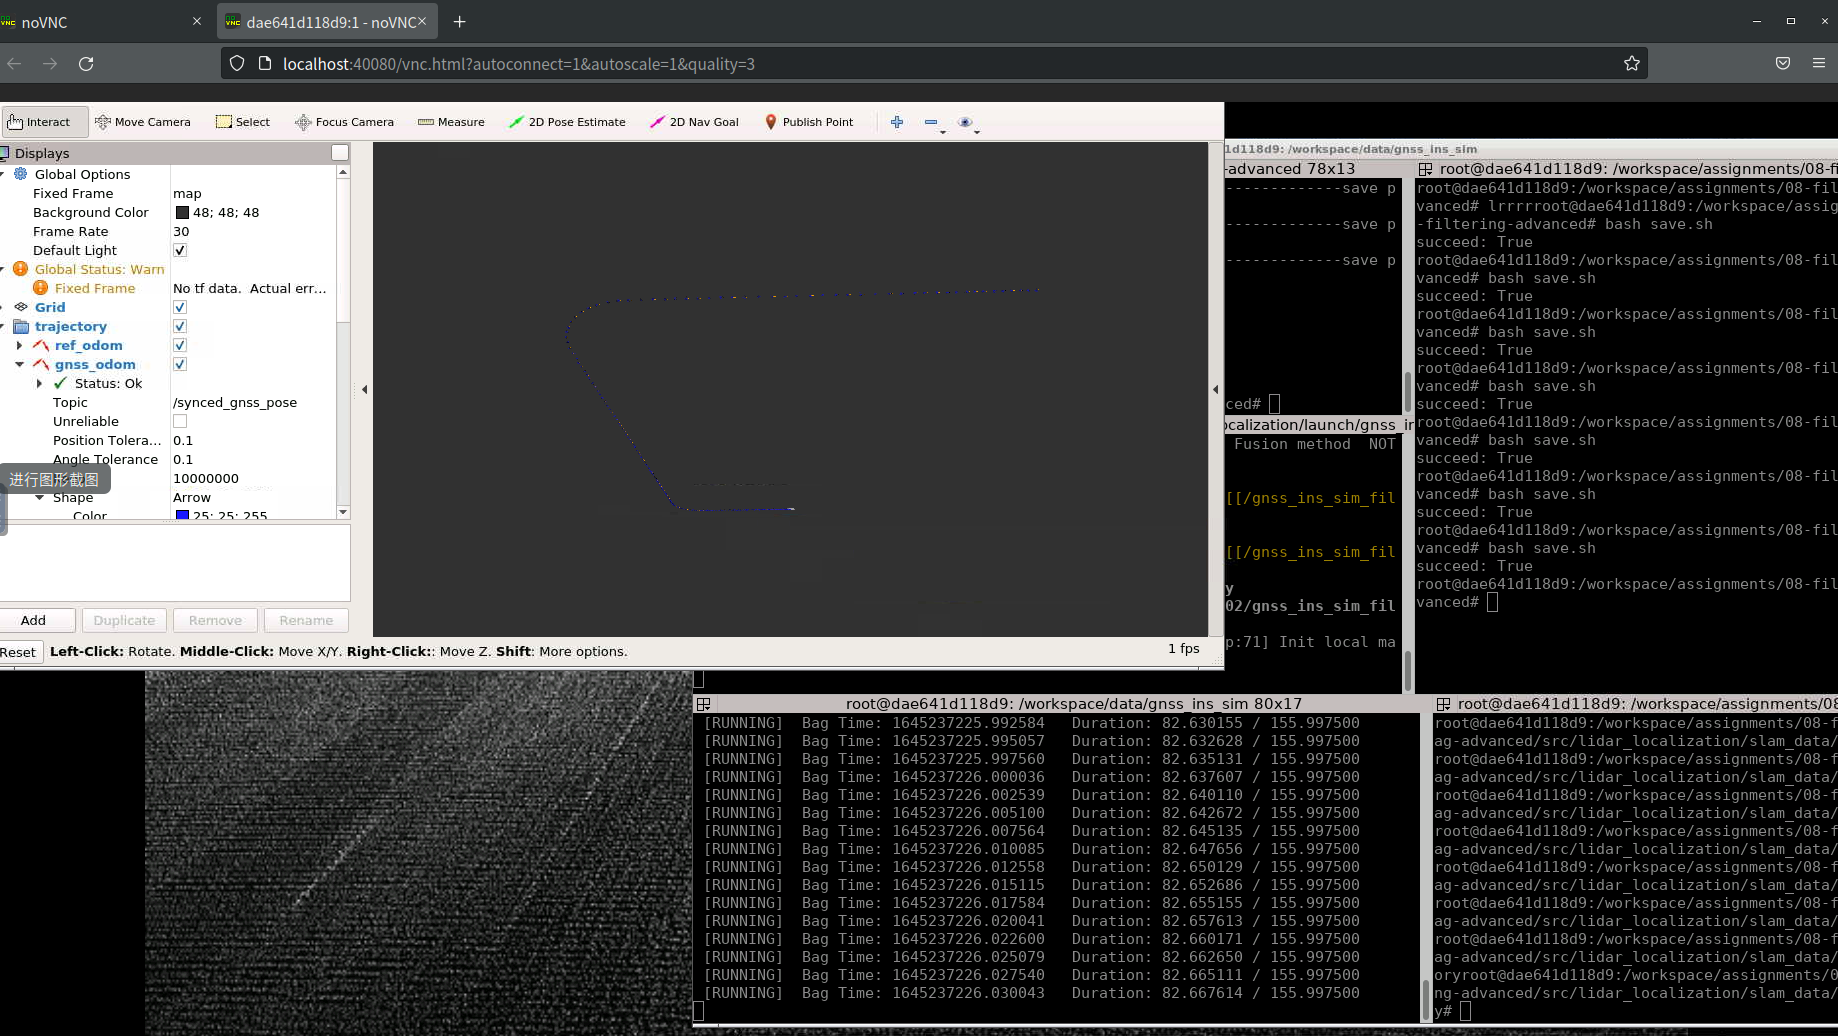 noVNC
dae641d118d9:1 - noVNC
localhost:40080/vnc.html?autoconnect=1&autoscale=1&quality=3
Interact
Move Camera
Select
Focus Camera
Measure
2D Pose Estimate
2D Nav Goal
Publish Point
Displays
Global Options
Fixed Frame map
Background Color 48; 48; 48
Frame Rate 30
Default Light
Global Status: Warn
Fixed Frame No tf data. Actual err...
Grid
trajectory
ref_odom
gnss_odom
Status: Ok
Topic /synced_gnss_pose
Unreliable
Position Tolera... 0.1
Angle Tolerance 0.1
进行图形截图
10000000
Shape Arrow
Color 25; 25; 255
Add
Duplicate
Remove
Rename
Reset Left-Click: Rotate. Middle-Click: Move X/Y. Right-Click:: Move Z. Shift: More options.
1 fps
1d118d9: /workspace/data/gnss_ins_sim
-advanced 78x13
-------------save p
-------------save p
-------------save p
ced#
ocalization/launch/gnss_ir
Fusion method NOT
[[/gnss_ins_sim_fil
[[/gnss_ins_sim_fil
y
02/gnss_ins_sim_fil
p:71] Init local ma
root@dae641d118d9: /workspace/assignments/08-fi
root@dae641d118d9:/workspace/assignments/08-fil
vanced# lrrrrroot@dae641d118d9:/workspace/assig
-filtering-advanced# bash save.sh
succeed: True
root@dae641d118d9:/workspace/assignments/08-fil
vanced# bash save.sh
succeed: True
root@dae641d118d9:/workspace/assignments/08-fil
vanced# bash save.sh
succeed: True
root@dae641d118d9:/workspace/assignments/08-fil
vanced# bash save.sh
succeed: True
root@dae641d118d9:/workspace/assignments/08-fil
vanced# bash save.sh
succeed: True
root@dae641d118d9:/workspace/assignments/08-fil
vanced# bash save.sh
succeed: True
root@dae641d118d9:/workspace/assignments/08-fil
vanced# bash save.sh
succeed: True
root@dae641d118d9:/workspace/assignments/08-fil
vanced#
root@dae641d118d9: /workspace/data/gnss_ins_sim 80x17
[RUNNING] Bag Time: 1645237225.992584 Duration: 82.630155 / 155.997500
[RUNNING] Bag Time: 1645237225.995057 Duration: 82.632628 / 155.997500
[RUNNING] Bag Time: 1645237225.997560 Duration: 82.635131 / 155.997500
[RUNNING] Bag Time: 1645237226.000036 Duration: 82.637607 / 155.997500
[RUNNING] Bag Time: 1645237226.002539 Duration: 82.640110 / 155.997500
[RUNNING] Bag Time: 1645237226.005100 Duration: 82.642672 / 155.997500
[RUNNING] Bag Time: 1645237226.007564 Duration: 82.645135 / 155.997500
[RUNNING] Bag Time: 1645237226.010085 Duration: 82.647656 / 155.997500
[RUNNING] Bag Time: 1645237226.012558 Duration: 82.650129 / 155.997500
[RUNNING] Bag Time: 1645237226.015115 Duration: 82.652686 / 155.997500
[RUNNING] Bag Time: 1645237226.017584 Duration: 82.655155 / 155.997500
[RUNNING] Bag Time: 1645237226.020041 Duration: 82.657613 / 155.997500
[RUNNING] Bag Time: 1645237226.022600 Duration: 82.660171 / 155.997500
[RUNNING] Bag Time: 1645237226.025079 Duration: 82.662650 / 155.997500
[RUNNING] Bag Time: 1645237226.027540 Duration: 82.665111 / 155.997500
[RUNNING] Bag Time: 1645237226.030043 Duration: 82.667614 / 155.997500
root@dae641d118d9: /workspace/assignments/08
root@dae641d118d9:/workspace/assignments/08-f
ag-advanced/src/lidar_localization/slam_data/
root@dae641d118d9:/workspace/assignments/08-f
ag-advanced/src/lidar_localization/slam_data/
root@dae641d118d9:/workspace/assignments/08-f
ag-advanced/src/lidar_localization/slam_data/
root@dae641d118d9:/workspace/assignments/08-f
ag-advanced/src/lidar_localization/slam_data/
root@dae641d118d9:/workspace/assignments/08-f
ag-advanced/src/lidar_localization/slam_data/
root@dae641d118d9:/workspace/assignments/08-f
ag-advanced/src/lidar_localization/slam_data/
root@dae641d118d9:/workspace/assignments/08-f
ag-advanced/src/lidar_localization/slam_data/
oryroot@dae641d118d9:/workspace/assignments/0
ng-advanced/src/lidar_localization/slam_data/
y#